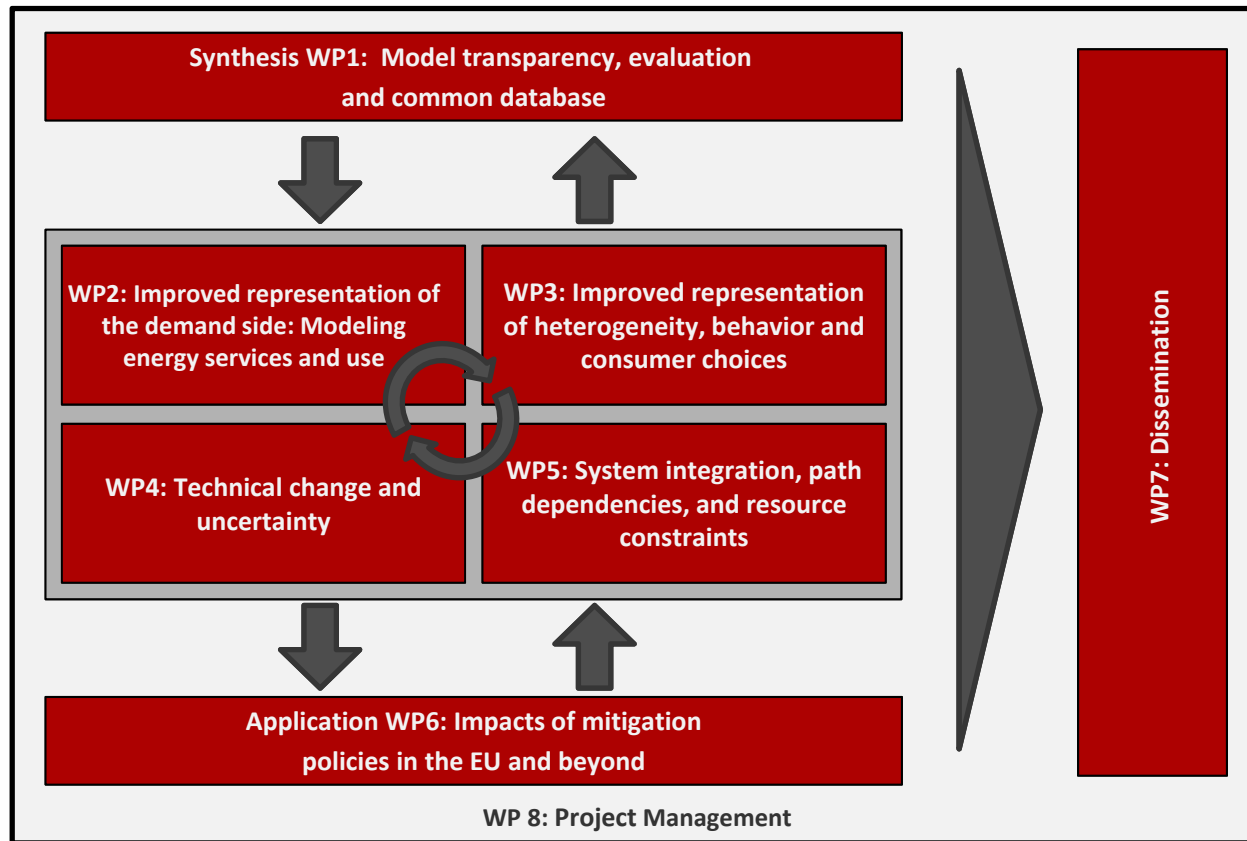 Synthesis WP1:  Model transparency, evaluation
and common database
WP2: Improved representation of
the demand side: Modeling
energy services and use
WP3: Improved representation
of heterogeneity, behavior and
consumer choices
WP4: Technical change and
uncertainty
WP5: System integration, path
dependencies, and resource
constraints
Application WP6: Impacts of mitigation
policies in the EU and beyond
WP7: Dissemination
WP 8: Project Management